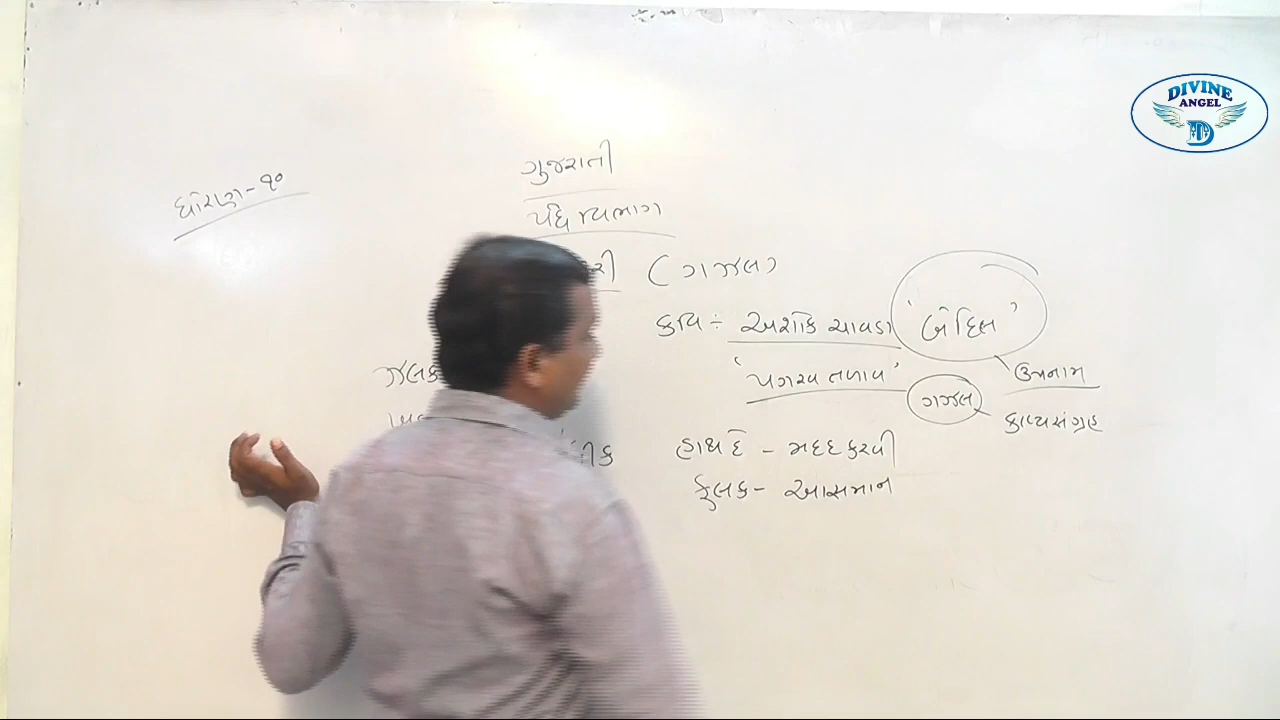 DIVINE
ANGEL
D
ગુજરાતી
ધોરણ-૧૦
પદ્ય વિભાગ
રી (ગઝલ)
કવિ ÷ અશોક ચાવડા 'બેદિલ'
'પગરવ તળાવ' ઉપનામ
ગઝલ કાવ્યસંગ્રહ
ઝલક
હાથ દે - મદદ કરવી
ફલક - આસમાન